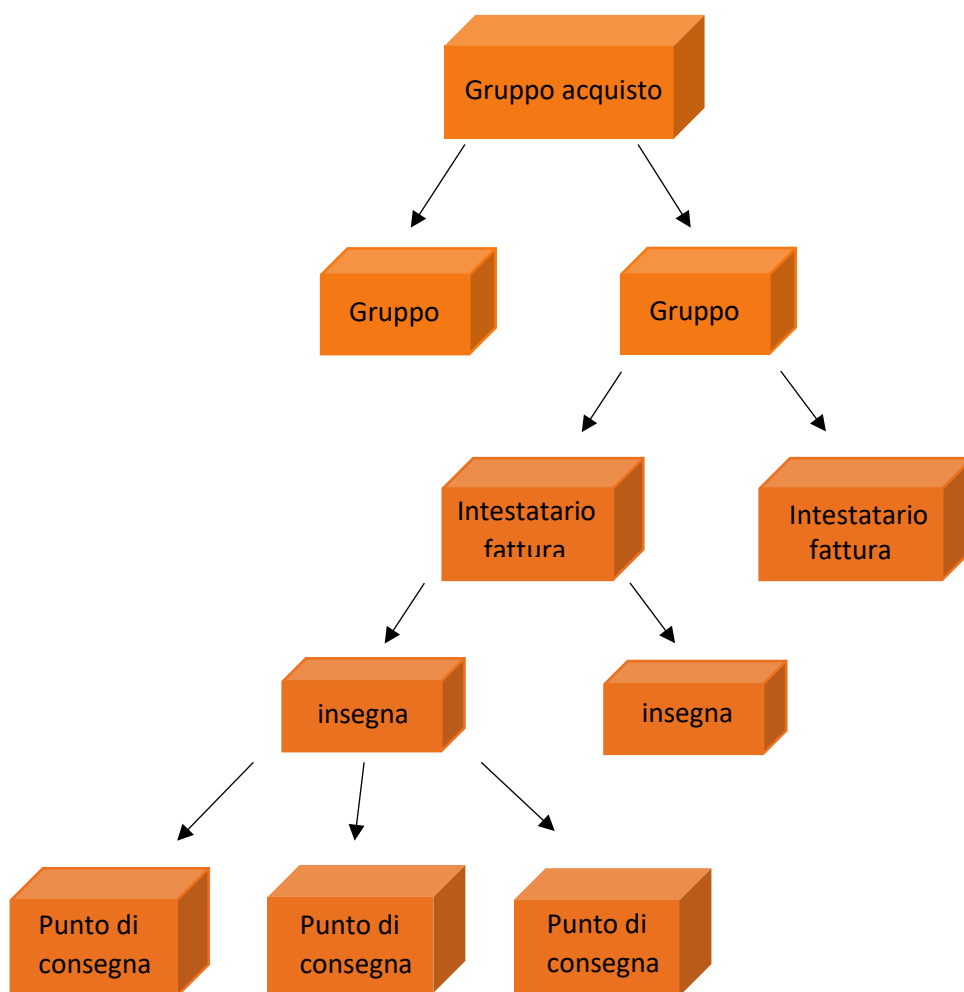 Gruppo acquisto
Gruppo
Gruppo
Intestatario
fattura
Intestatario
fattura
insegna
insegna
Punto di
consegna
Punto di
consegna
Punto di
consegna